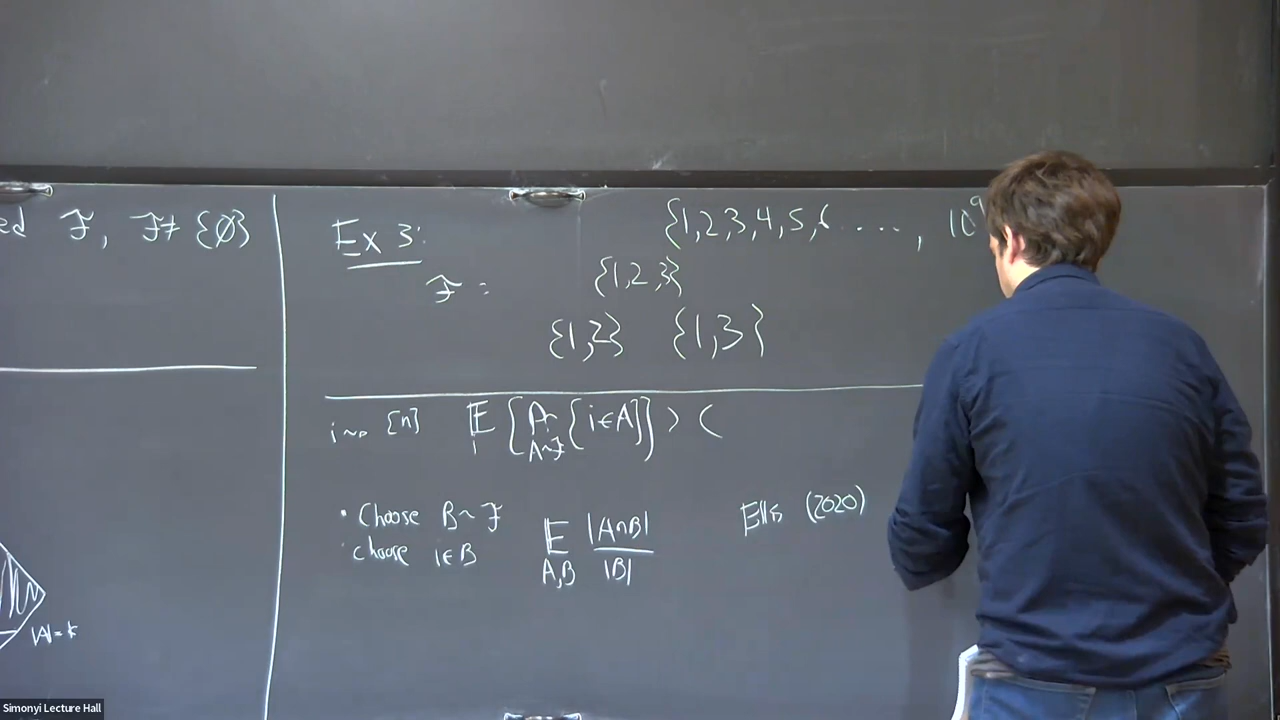 ed ℱ, ℱ ≠ {∅}
|A|=k
Ex 3:
{1,2,3,4,5,6 ...., 10
ℱ = {1,2,3}
{1,2} {1,3}
i ~ [n] 𝔼 [ A~ℱ {i∈A}] > c
• Choose B~ℱ
• choose i∈B
𝔼 A,B |A∩B| / |B|
Ellis (2020)
Simonyi Lecture Hall